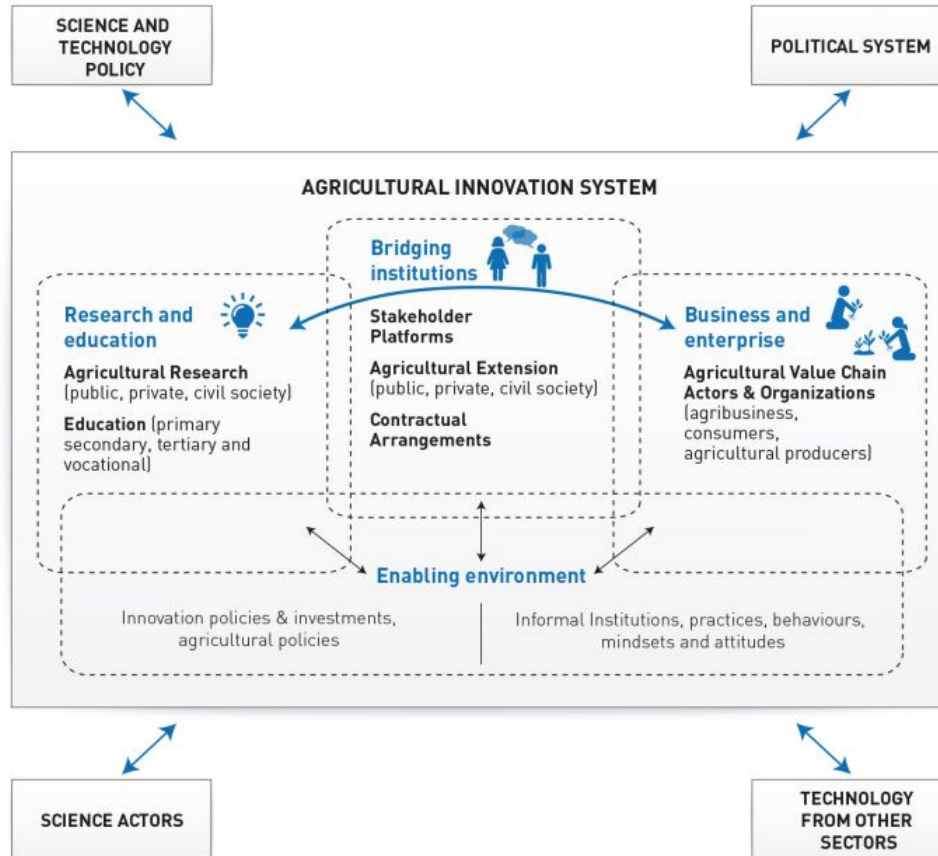 SCIENCE AND
TECHNOLOGY
POLICY
POLITICAL SYSTEM
AGRICULTURAL INNOVATION SYSTEM
Bridging
institutions
Stakeholder
Platforms
Agricultural Extension
(public, private, civil society)
Contractual
Arrangements
Research and
education
Agricultural Research
(public, private, civil society)
Education (primary
secondary, tertiary and
vocational)
Business and
enterprise
Agricultural Value Chain
Actors & Organizations
(agribusiness,
consumers,
agricultural producers)
Enabling environment
Innovation policies & investments,
agricultural policies
Informal Institutions, practices, behaviours,
mindsets and attitudes
SCIENCE ACTORS
TECHNOLOGY
FROM OTHER
SECTORS